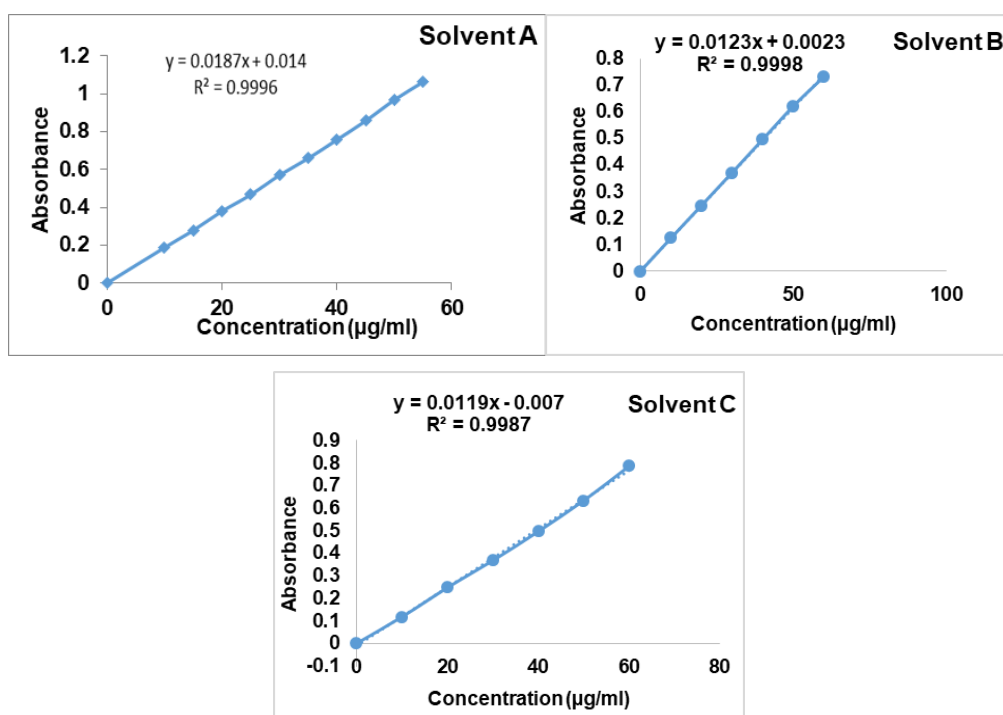 Solvent A
y = 0.0187x + 0.014
R² = 0.9996
Absorbance
1.2
1
0.8
0.6
0.4
0.2
0
0 20 40 60
Concentration (µg/ml)
y = 0.0123x + 0.0023
R² = 0.9998
Solvent B
Absorbance
0.8
0.7
0.6
0.5
0.4
0.3
0.2
0.1
0
0 50 100
Concentration (µg/ml)
y = 0.0119x - 0.007
R² = 0.9987
Solvent C
Absorbance
0.9
0.8
0.7
0.6
0.5
0.4
0.3
0.2
0.1
0
-0.1
0 20 40 60 80
Concentration (µg/ml)